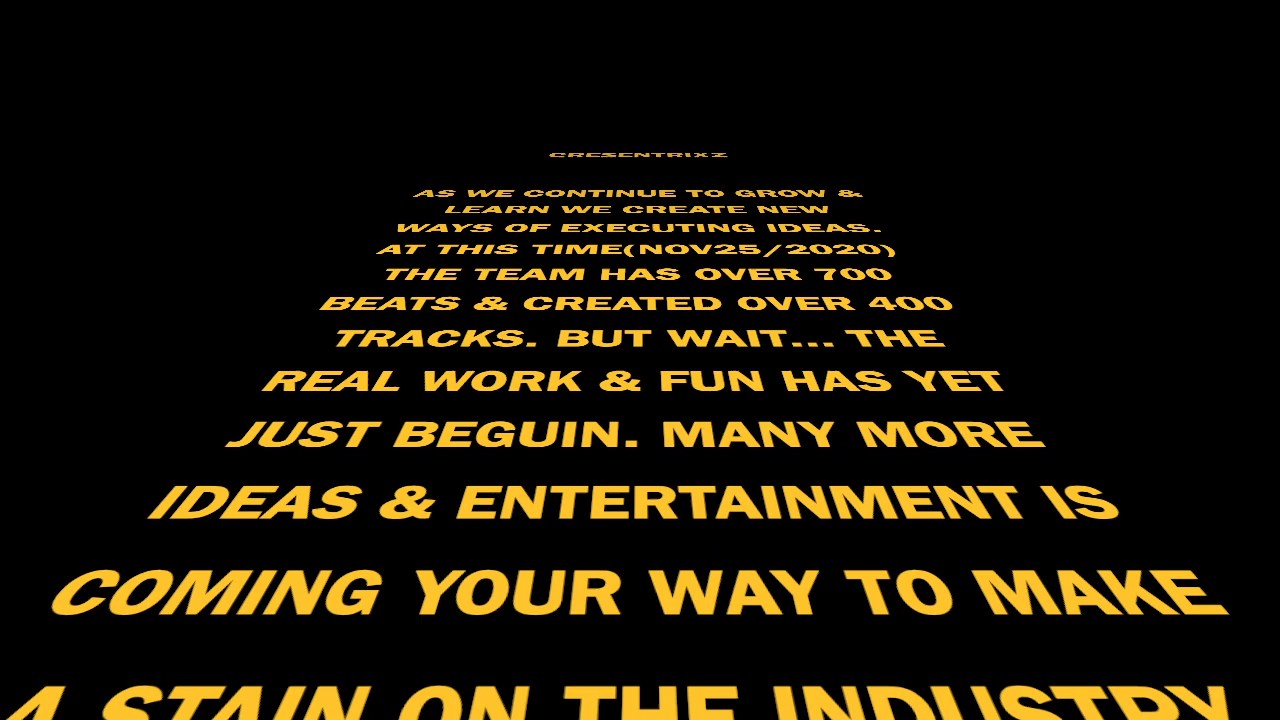 CRESENTRIXZ
AS WE CONTINUE TO GROW &
LEARN WE CREATE NEW
WAYS OF EXECUTING IDEAS.
AT THIS TIME(NOV25/2020)
THE TEAM HAS OVER 700
BEATS & CREATED OVER 400
TRACKS. BUT WAIT... THE
REAL WORK & FUN HAS YET
JUST BEGUIN. MANY MORE
IDEAS & ENTERTAINMENT IS
COMING YOUR WAY TO MAKE
A STAIN ON THE INDUSTRY